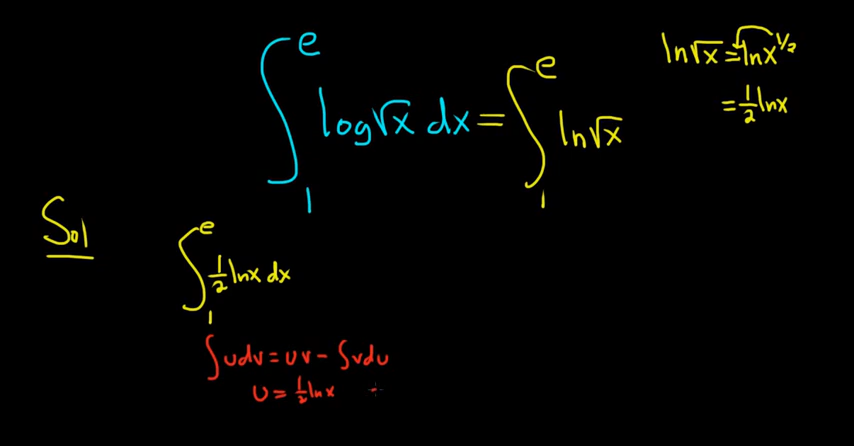 ∫₁ᵉ log√x dx = ∫₁ᵉ ln√x
ln√x = ln x^{1/2}
= 1/2 ln x
Sol
∫₁ᵉ 1/2 ln x dx
∫ u dv = uv - ∫ v du
u = 1/2 ln x